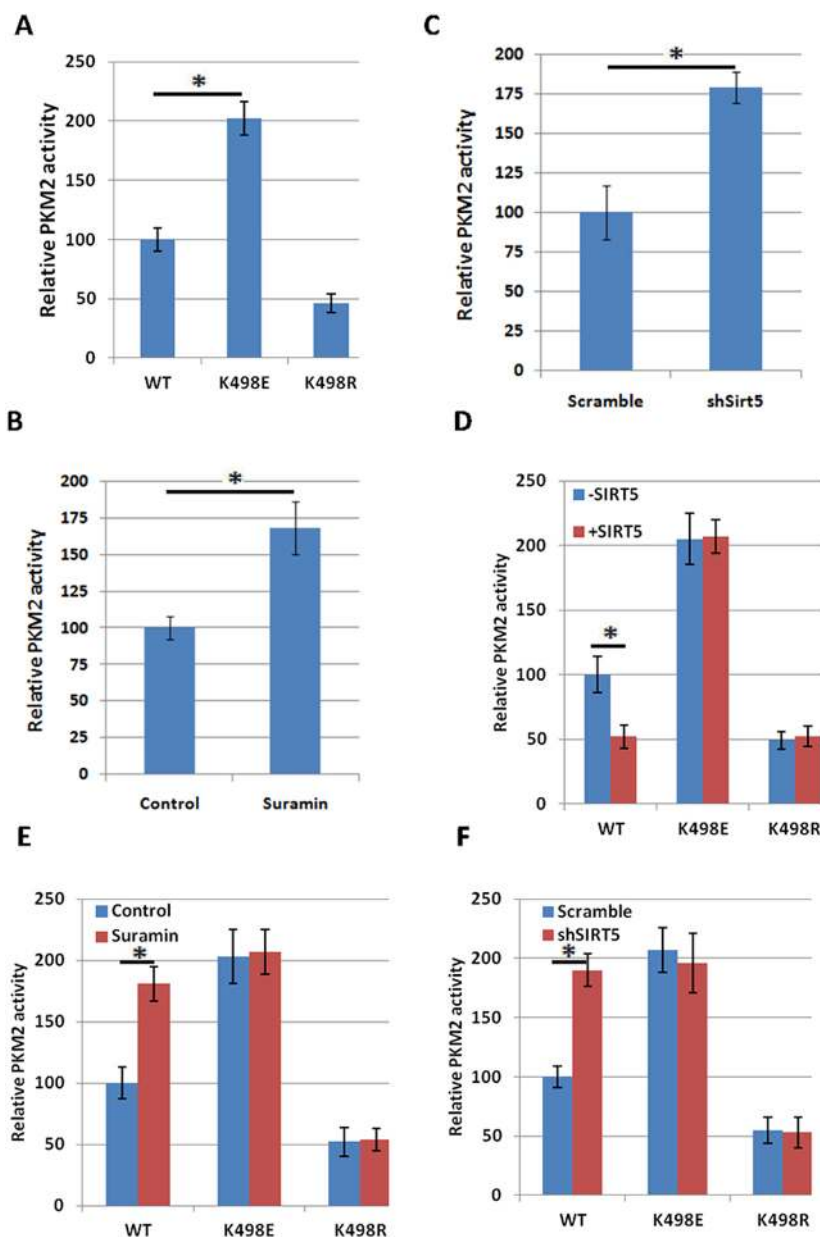 A
Relative PKM2 activity
250
200
150
100
50
0
*
WT K498E K498R
B
Relative PKM2 activity
200
175
150
125
100
75
50
25
0
*
Control Suramin
C
Relative PKM2 activity
200
175
150
125
100
75
50
25
0
*
Scramble shSirt5
D
Relative PKM2 activity
250
200
150
100
50
0
-SIRT5
+SIRT5
*
WT K498E K498R
E
Relative PKM2 activity
250
200
150
100
50
0
Control
Suramin
*
WT K498E K498R
F
Relative PKM2 activity
250
200
150
100
50
0
Scramble
shSIRT5
*
WT K498E K498R